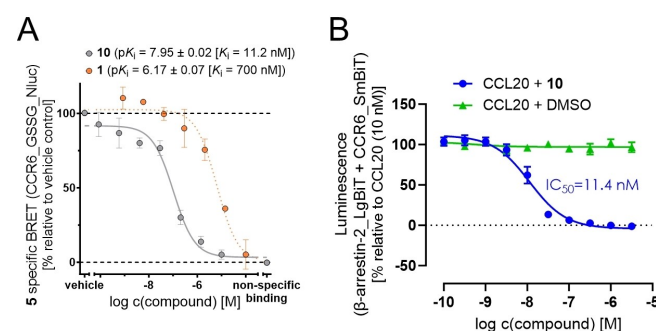 A
10 (pKi = 7.95 ± 0.02 [Ki = 11.2 nM])
1 (pKi = 6.17 ± 0.07 [Ki = 700 nM])
5 specific BRET (CCR6_GSSG_Nluc)
[% relative to vehicle control]
100
50
0
vehicle
-8
-6
non-specific
binding
log c(compound) [M]
B
CCL20 + 10
CCL20 + DMSO
Luminescence
(β-arrestin-2_LgBiT + CCR6_SmBiT)
[% relative to CCL20 (10 nM)]
150
100
50
0
-50
IC50=11.4 nM
-10
-9
-8
-7
-6
-5
log c(compound) [M]